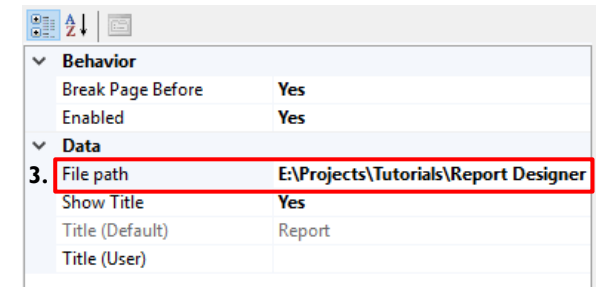 Behavior
Break Page Before Yes
Enabled Yes
Data
3. File path E:\Projects\Tutorials\Report Designer
Show Title Yes
Title (Default) Report
Title (User)